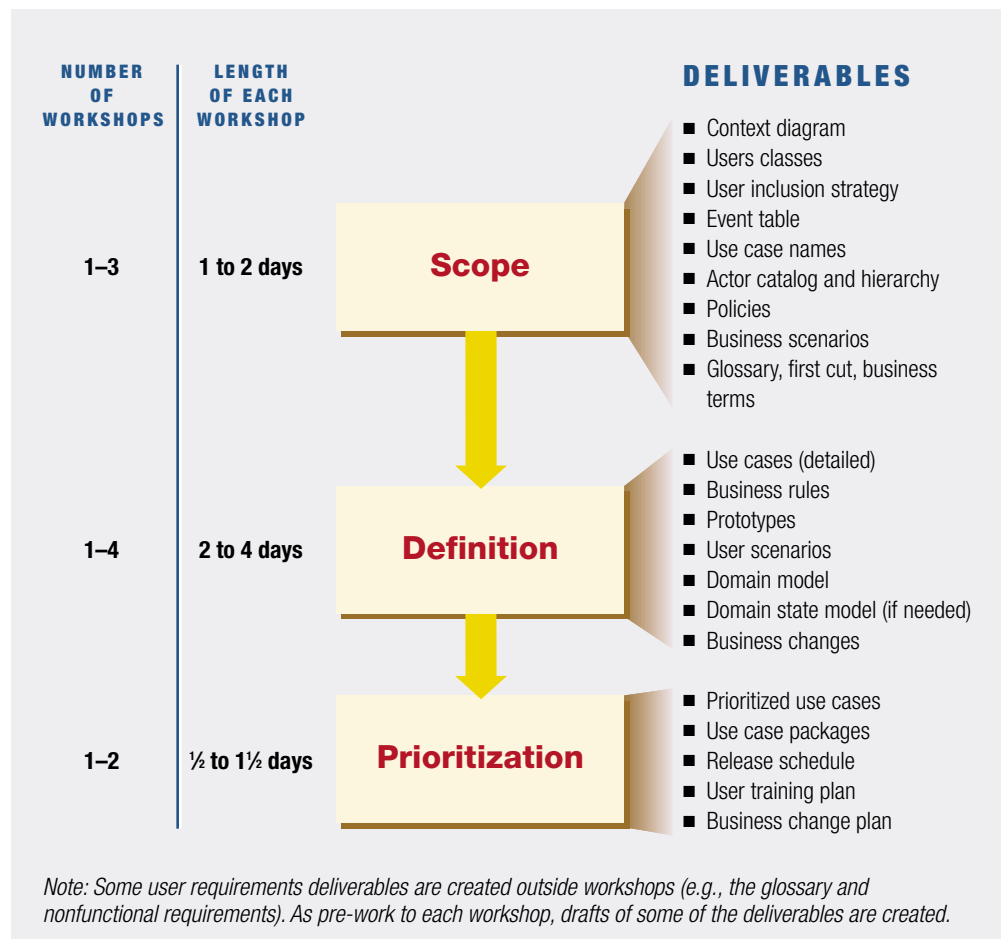 NUMBER
OF
WORKSHOPS
LENGTH
OF EACH
WORKSHOP
DELIVERABLES
1–3
1 to 2 days
Scope
■ Context diagram
■ Users classes
■ User inclusion strategy
■ Event table
■ Use case names
■ Actor catalog and hierarchy
■ Policies
■ Business scenarios
■ Glossary, first cut, business
terms
1–4
2 to 4 days
Definition
■ Use cases (detailed)
■ Business rules
■ Prototypes
■ User scenarios
■ Domain model
■ Domain state model (if needed)
■ Business changes
1–2
½ to 1½ days
Prioritization
■ Prioritized use cases
■ Use case packages
■ Release schedule
■ User training plan
■ Business change plan
Note: Some user requirements deliverables are created outside workshops (e.g., the glossary and
nonfunctional requirements). As pre-work to each workshop, drafts of some of the deliverables are created.